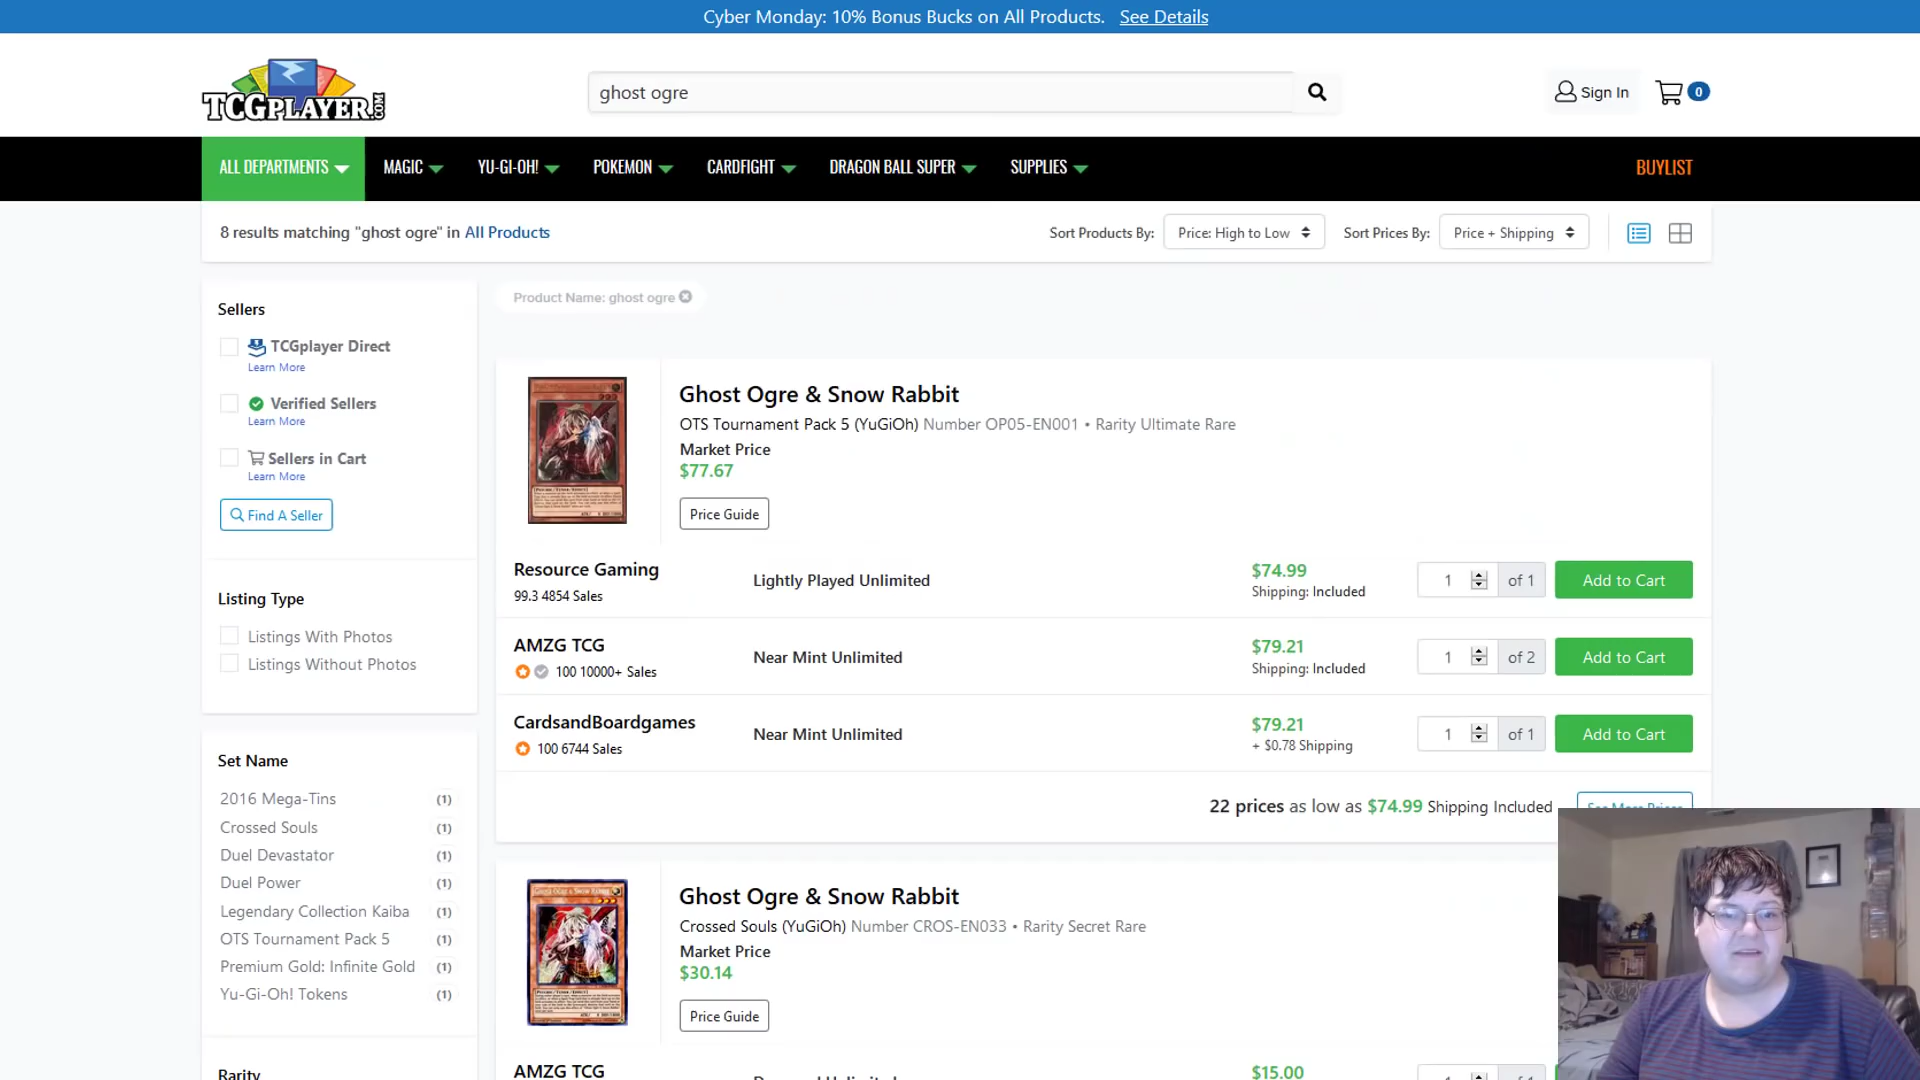 Cyber Monday: 10% Bonus Bucks on All Products. See Details
TCGPLAYER.COM
ghost ogre
Sign In
0
ALL DEPARTMENTS
MAGIC
YU-GI-OH!
POKEMON
CARDFIGHT
DRAGON BALL SUPER
SUPPLIES
BUYLIST
8 results matching "ghost ogre" in All Products
Sort Products By: Price: High to Low
Sort Prices By: Price + Shipping
Sellers
TCGplayer Direct
Learn More
Verified Sellers
Learn More
Sellers in Cart
Learn More
Find A Seller
Listing Type
Listings With Photos
Listings Without Photos
Set Name
2016 Mega-Tins (1)
Crossed Souls (1)
Duel Devastator (1)
Duel Power (1)
Legendary Collection Kaiba (1)
OTS Tournament Pack 5 (1)
Premium Gold: Infinite Gold (1)
Yu-Gi-Oh! Tokens (1)
Rarity
Product Name: ghost ogre
Ghost Ogre & Snow Rabbit
OTS Tournament Pack 5 (YuGiOh) Number OP05-EN001 • Rarity Ultimate Rare
Market Price
$77.67
Price Guide
Resource Gaming
99.3 4854 Sales
Lightly Played Unlimited
$74.99
Shipping: Included
1 of 1
Add to Cart
AMZG TCG
100 10000+ Sales
Near Mint Unlimited
$79.21
Shipping: Included
1 of 2
Add to Cart
CardsandBoardgames
100 6744 Sales
Near Mint Unlimited
$79.21
+ $0.78 Shipping
1 of 1
Add to Cart
22 prices as low as $74.99 Shipping Included
See More Prices
Ghost Ogre & Snow Rabbit
Crossed Souls (YuGiOh) Number CROS-EN033 • Rarity Secret Rare
Market Price
$30.14
Price Guide
AMZG TCG
$15.00